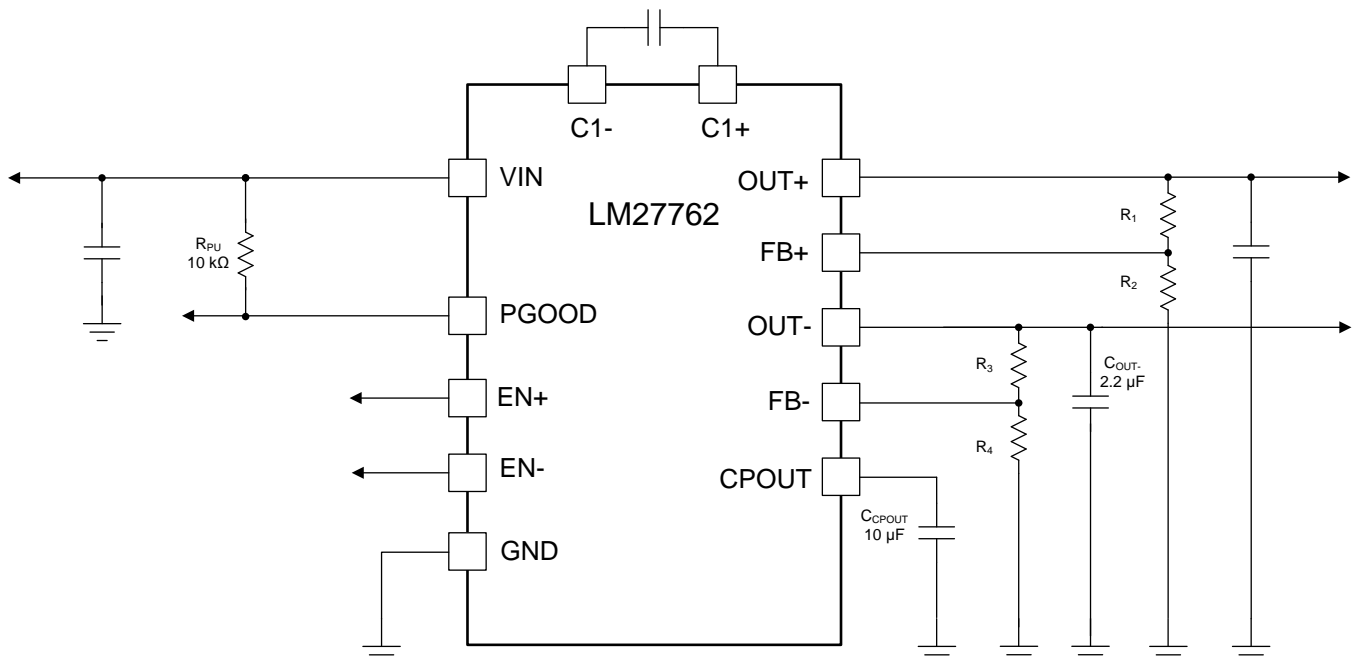 C1-
C1+
VIN
OUT+
LM27762
R1
RPU
10 kΩ
FB+
R2
PGOOD
OUT-
R3
COUT-
2.2 µF
EN+
FB-
R4
EN-
CPOUT
CCPOUT
10 µF
GND